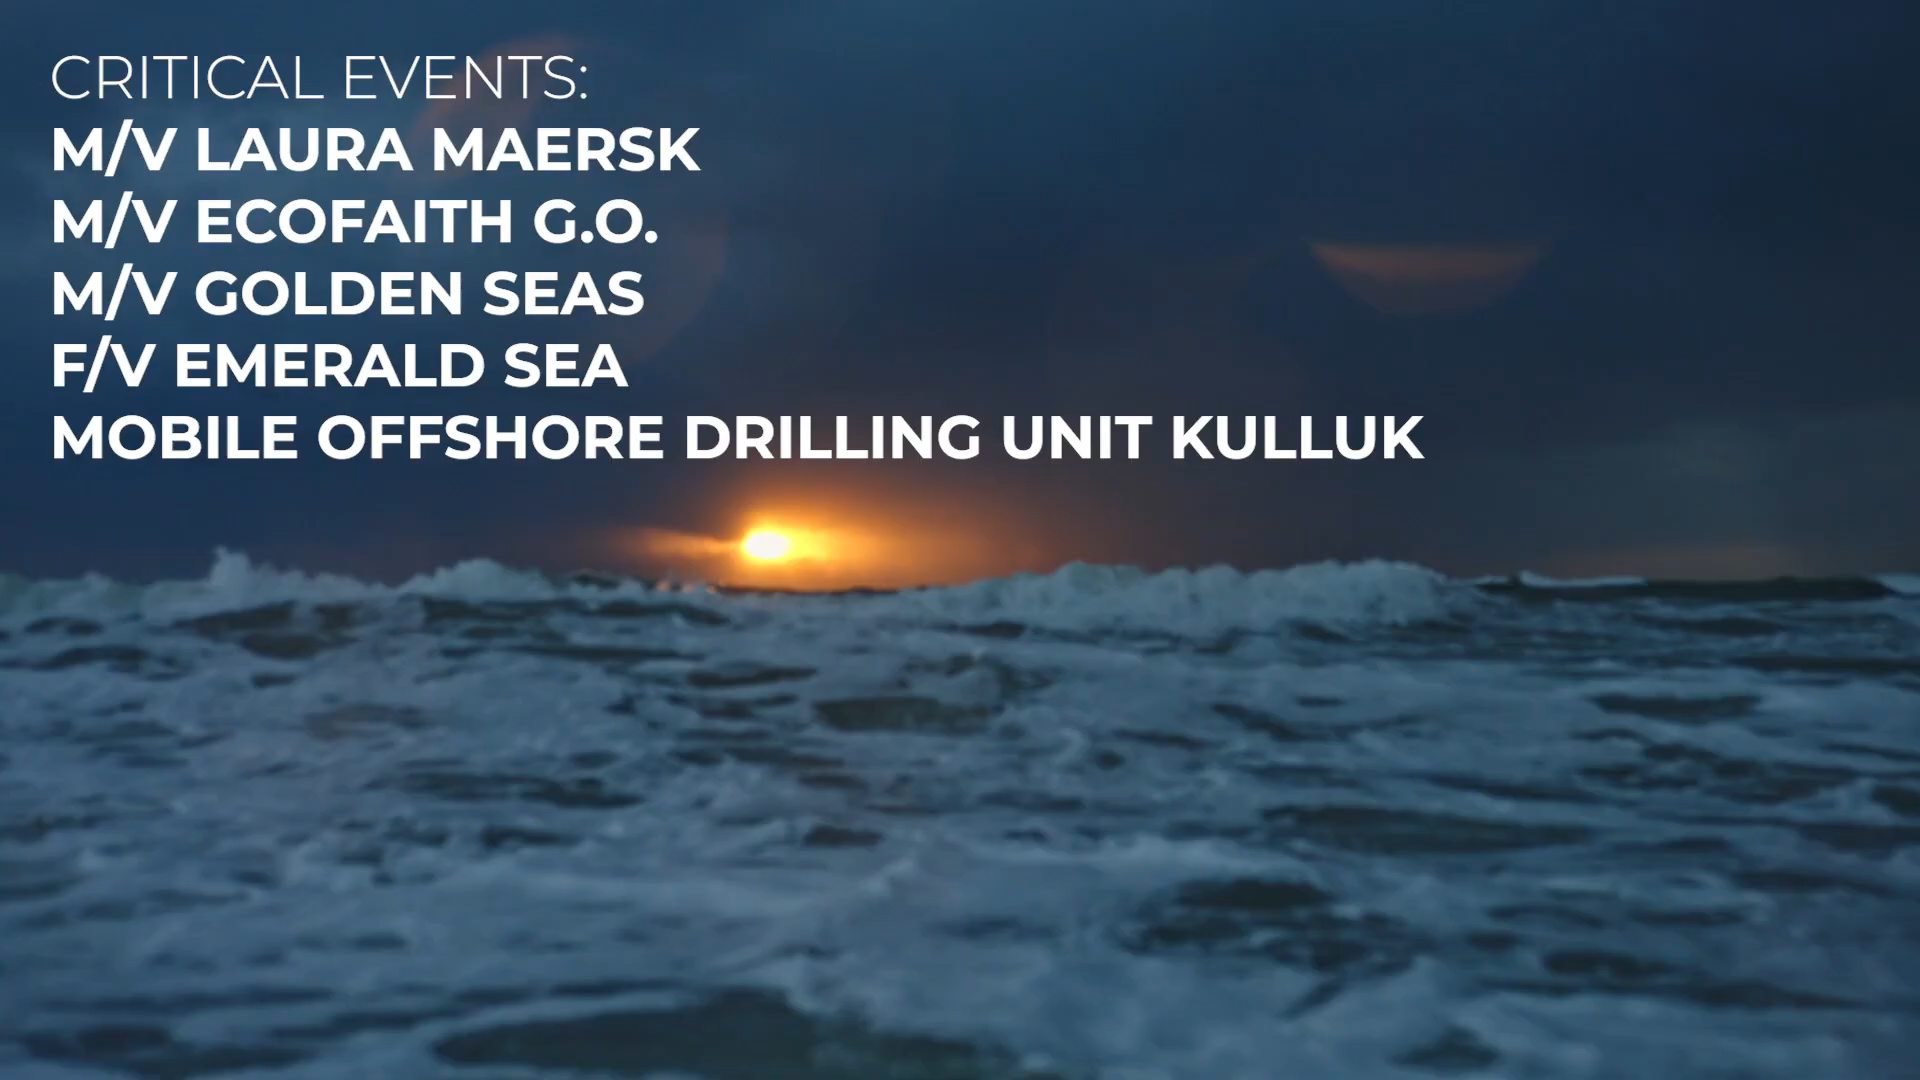 CRITICAL EVENTS:
M/V LAURA MAERSK
M/V ECOFAITH G.O.
M/V GOLDEN SEAS
F/V EMERALD SEA
MOBILE OFFSHORE DRILLING UNIT KULLUK